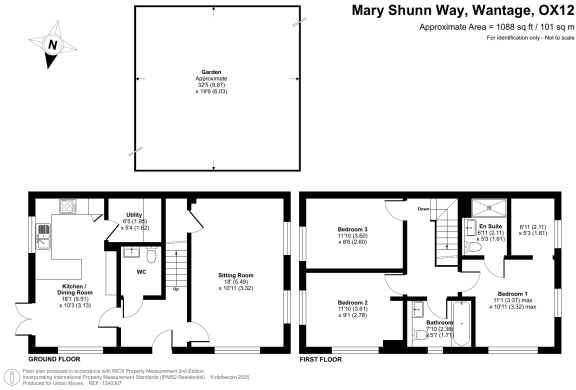 Mary Shunn Way, Wantage, OX12
Approximate Area = 1088 sq ft / 101 sq m
For identification only - Not to scale
N
Garden
Approximate
32'5 (9.87)
x 19'9 (6.03)
Utility
6'5 (1.95)
x 5'4 (1.62)
WC
Up
Sitting Room
18' (5.49)
x 10'11 (3.32)
Kitchen /
Dining Room
18'1 (5.51)
x 10'3 (3.13)
GROUND FLOOR
Down
Bedroom 3
11'10 (3.60)
x 8'6 (2.60)
En Suite
6'11 (2.11)
x 5'3 (1.61)
6'11 (2.11)
x 5'3 (1.61)
Bedroom 2
11'10 (3.61)
x 9'1 (2.78)
Bathroom
7'10 (2.38)
x 5'7 (1.71)
Bedroom 1
11'1 (3.37) max
x 10'11 (3.32) max
FIRST FLOOR
Floor plan produced in accordance with RICS Property Measurement 2nd Edition,
Incorporating International Property Measurement Standards (IPMS2 Residential). © nichecom 2025.
Produced for Urban Moves. REF: 1340307